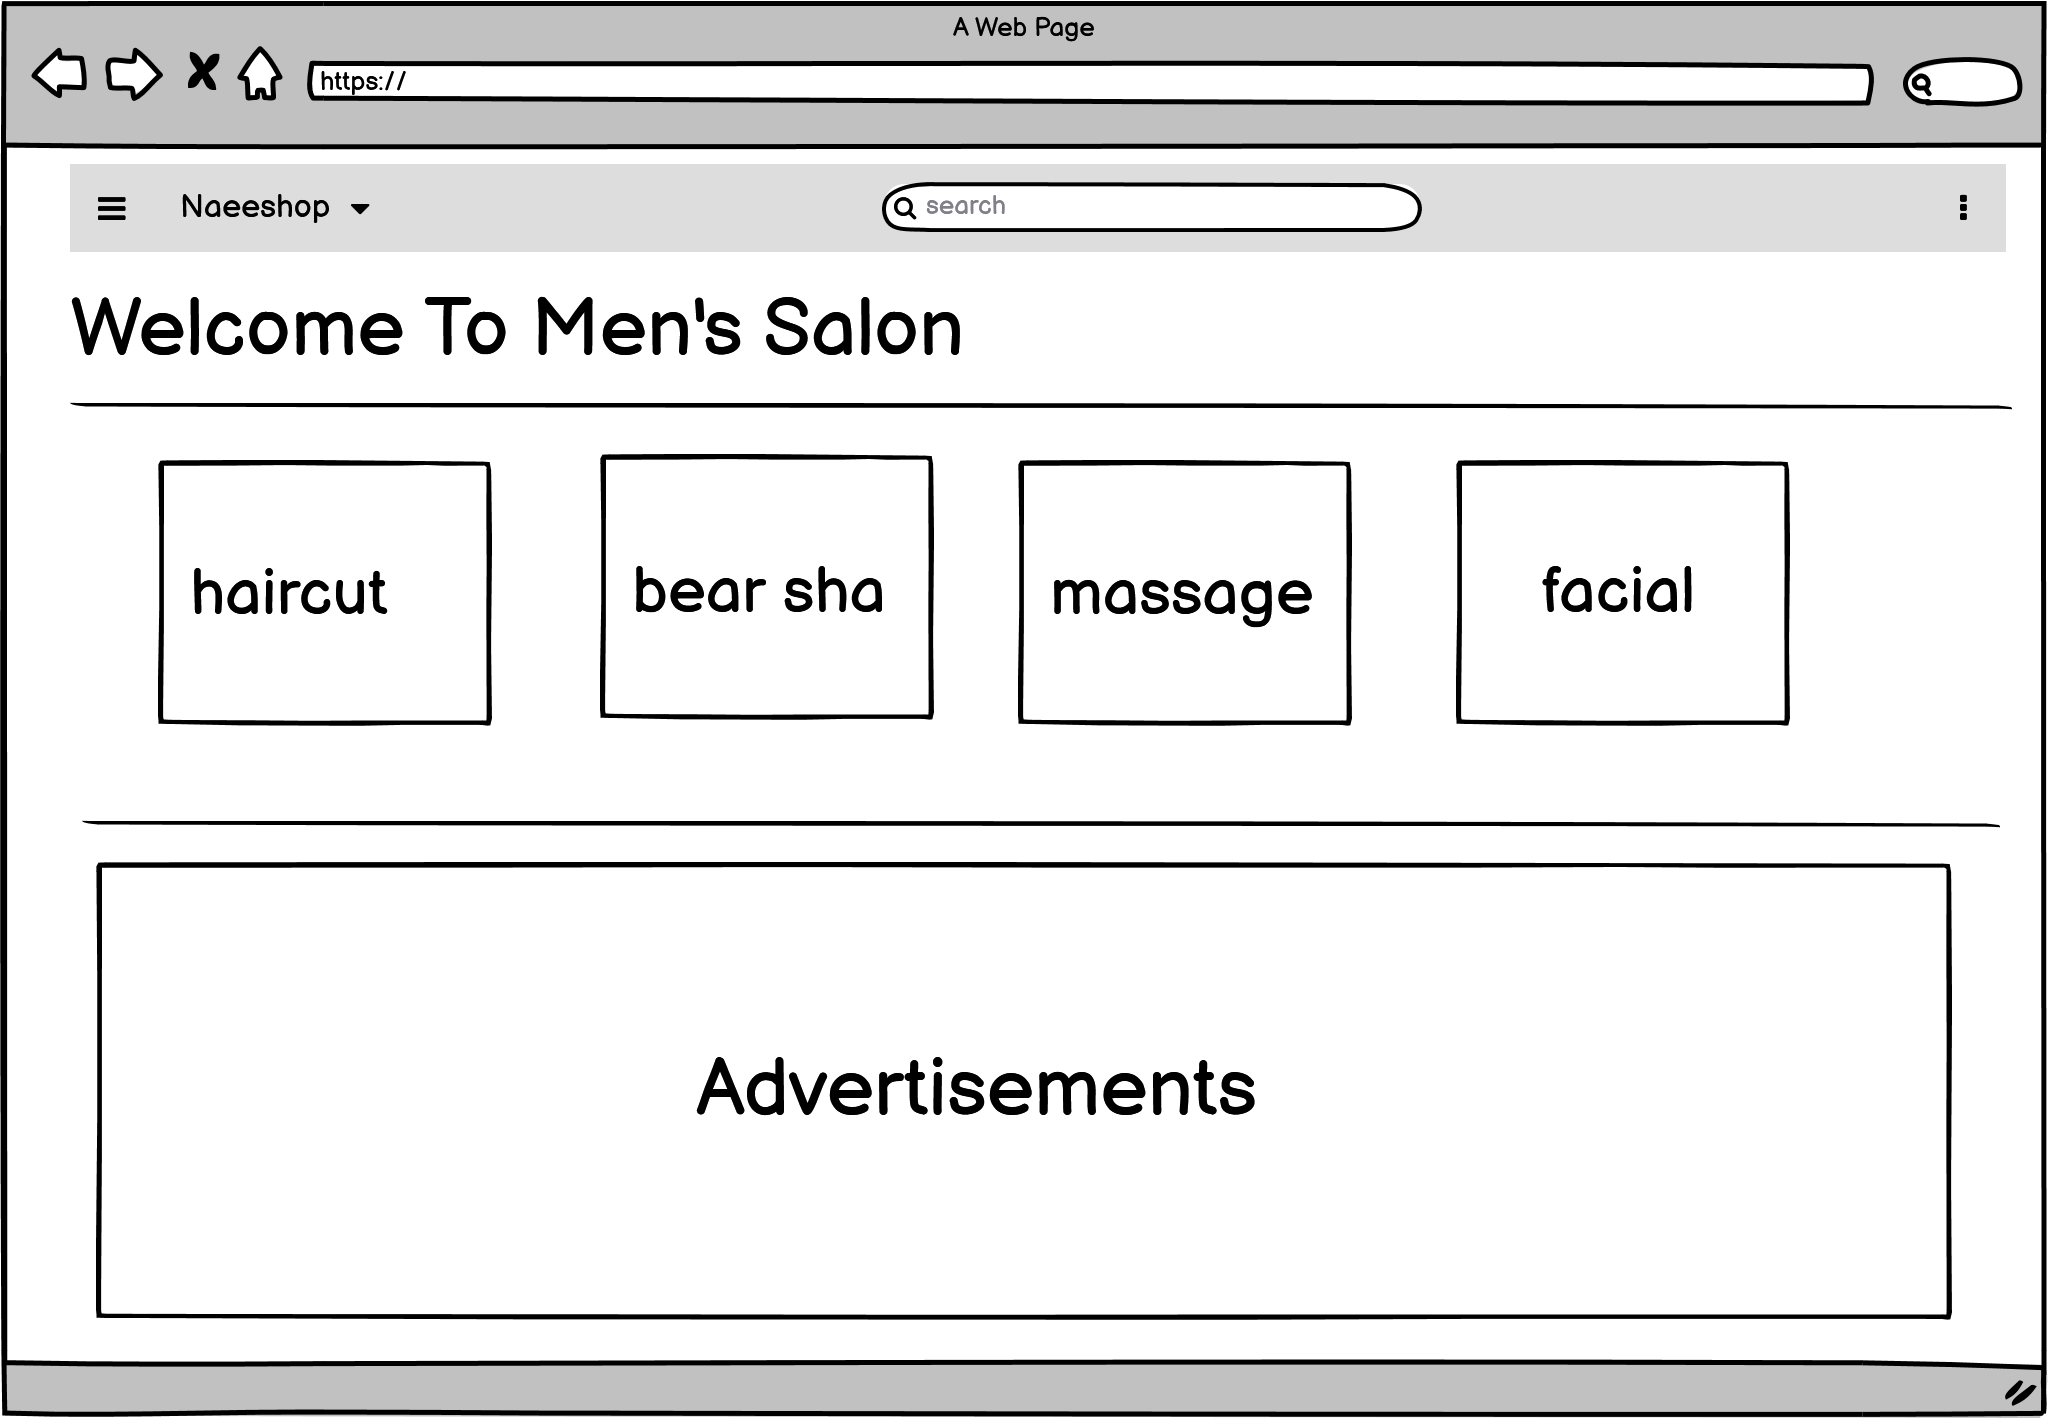 A Web Page
https://
Naeeshop
search
Welcome To Men's Salon
haircut
bear sha
massage
facial
Advertisements